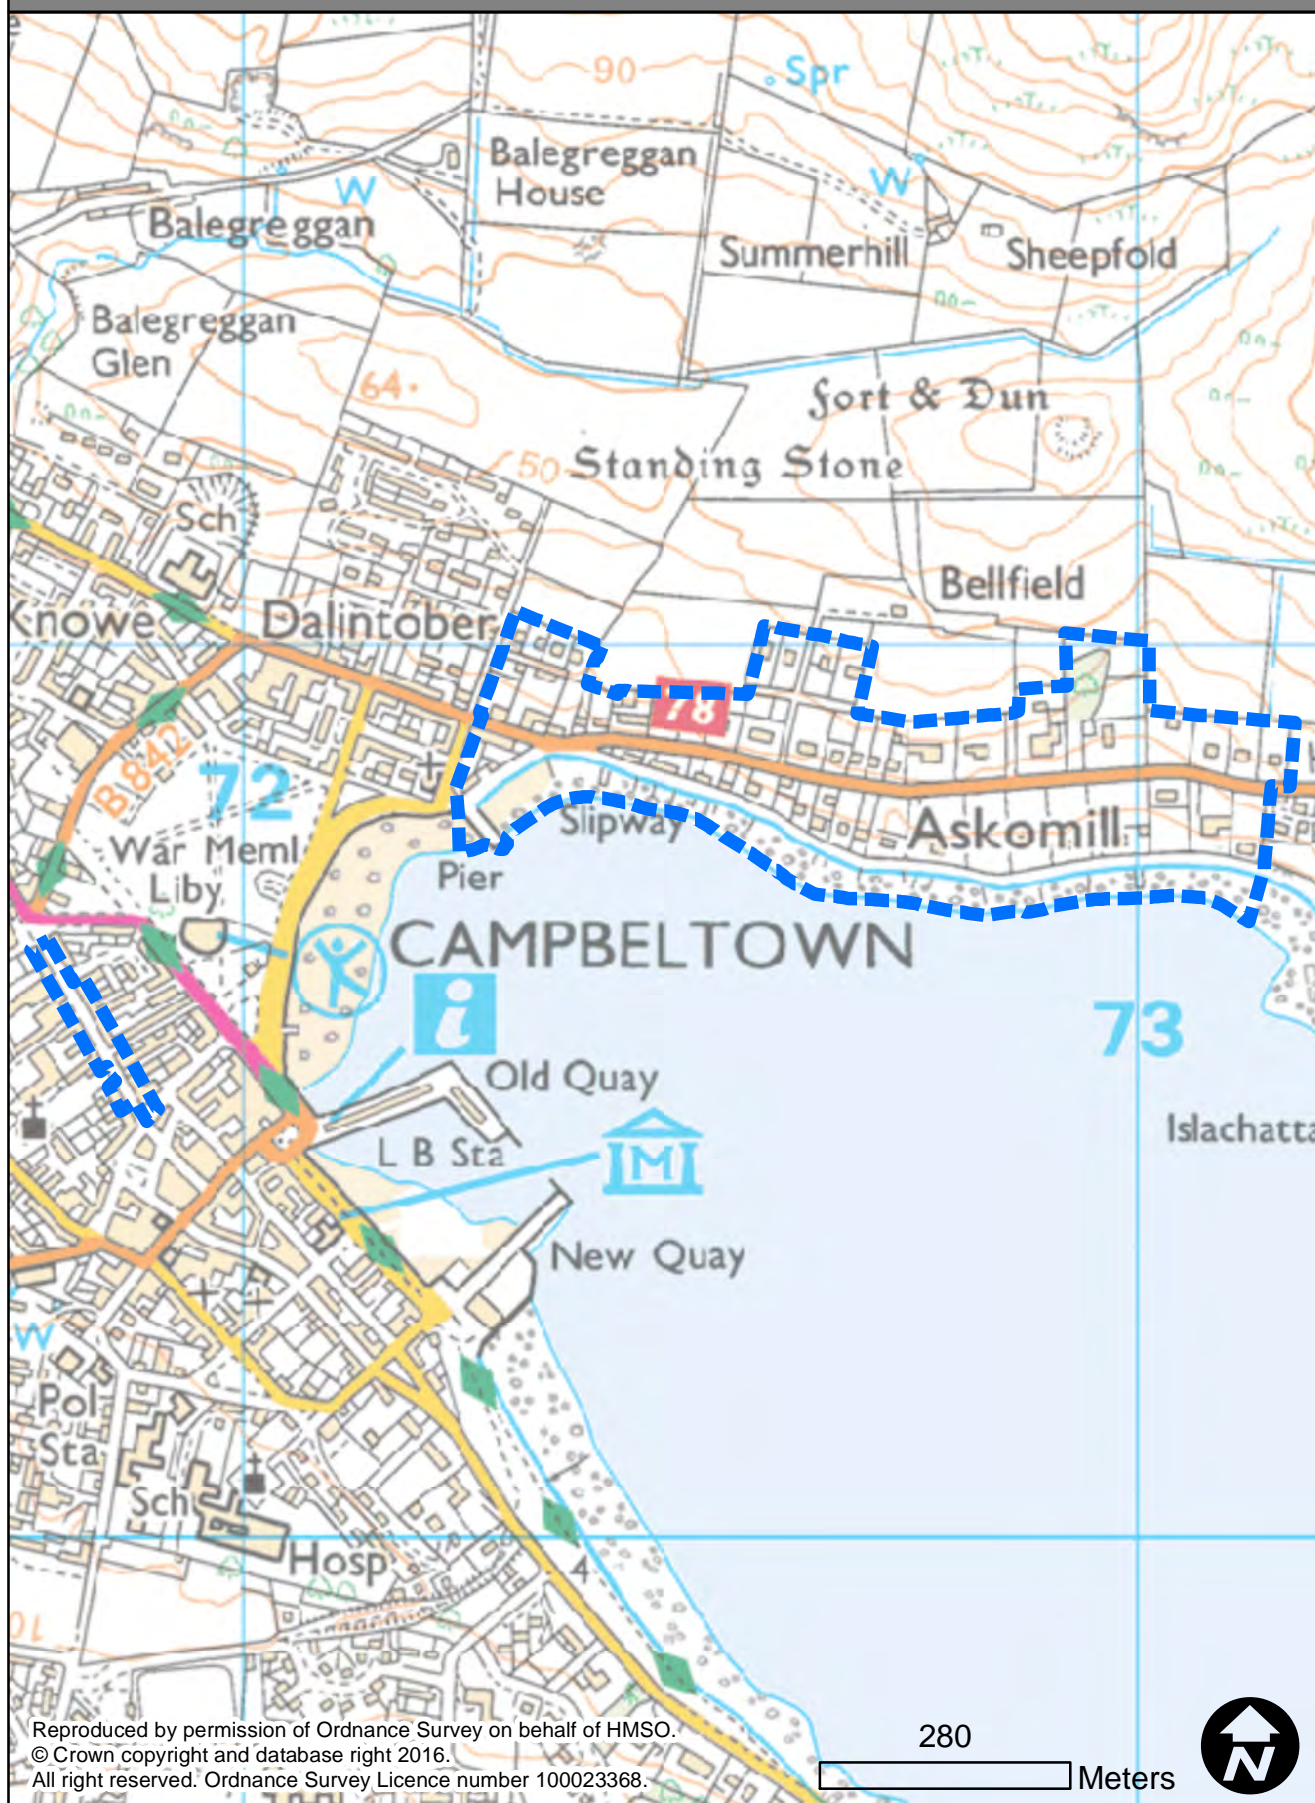 90
Spr
Balegreggan
House
W
W
Balegreggan
Summerhill
Sheepfold
Balegreggan
Glen
64
Fort & Dun
50
Standing Stone
Sch
Bellfield
Knowe
Dalintober
78
B 842
72
Slipway
Askomill
War Meml
Liby
Pier
CAMPBELTOWN
i
73
Old Quay
Islachatta
L B Sta
M
New Quay
W
Pol
Sta
Sch
Hosp
4
10
Reproduced by permission of Ordnance Survey on behalf of HMSO.
© Crown copyright and database right 2016.
All right reserved. Ordnance Survey Licence number 100023368.
280
Meters
N